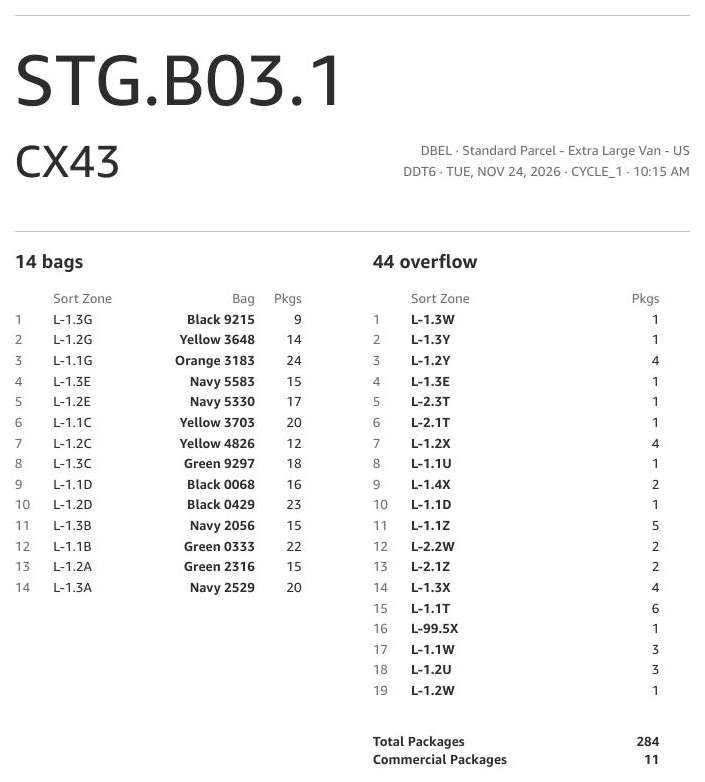 STG.B03.1
CX43
DBEL · Standard Parcel - Extra Large Van - US
DDT6 · TUE, NOV 24, 2026 · CYCLE_1 · 10:15 AM
14 bags
Sort Zone Bag Pkgs
1 L-1.3G Black 9215 9
2 L-1.2G Yellow 3648 14
3 L-1.1G Orange 3183 24
4 L-1.3E Navy 5583 15
5 L-1.2E Navy 5330 17
6 L-1.1C Yellow 3703 20
7 L-1.2C Yellow 4826 12
8 L-1.3C Green 9297 18
9 L-1.1D Black 0068 16
10 L-1.2D Black 0429 23
11 L-1.3B Navy 2056 15
12 L-1.1B Green 0333 22
13 L-1.2A Green 2316 15
14 L-1.3A Navy 2529 20
44 overflow
Sort Zone Pkgs
1 L-1.3W 1
2 L-1.3Y 1
3 L-1.2Y 4
4 L-1.3E 1
5 L-2.3T 1
6 L-2.1T 1
7 L-1.2X 4
8 L-1.1U 1
9 L-1.4X 2
10 L-1.1D 1
11 L-1.1Z 5
12 L-2.2W 2
13 L-2.1Z 2
14 L-1.3X 4
15 L-1.1T 6
16 L-99.5X 1
17 L-1.1W 3
18 L-1.2U 3
19 L-1.2W 1
Total Packages 284
Commercial Packages 11